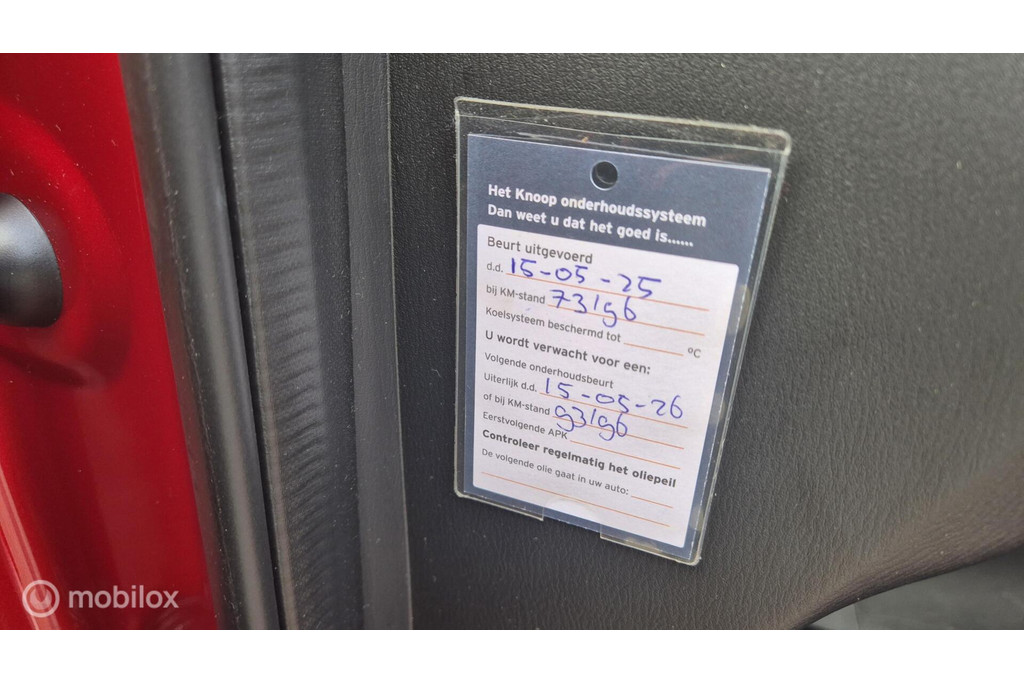 Het Knoop onderhoudssysteem
Dan weet u dat het goed is......
Beurt uitgevoerd
d.d. 15-05-25
bij KM-stand 73196
Koelsysteem beschermd tot ºC
U wordt verwacht voor een:
Volgende onderhoudsbeurt
Uiterlijk d.d. 15-05-26
of bij KM-stand 93196
Eerstvolgende APK
Controleer regelmatig het oliepeil
De volgende olie gaat in uw auto:
mobilox